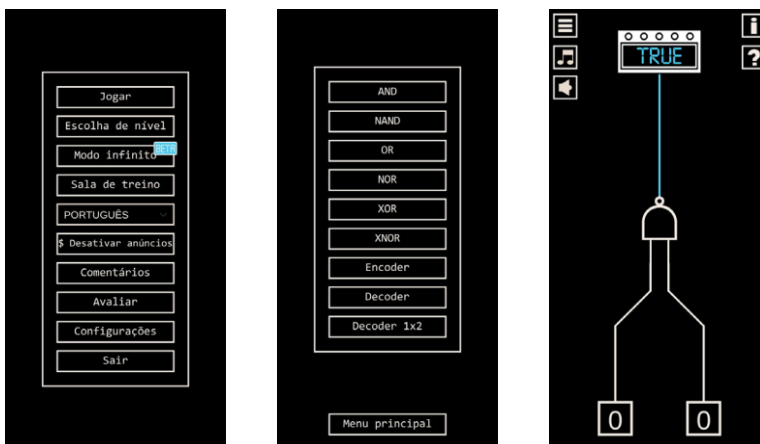 Jogar
Escolha de nível
Modo infinito
BETA
Sala de treino
PORTUGUÊS
$ Desativar anúncios
Comentários
Avaliar
Configurações
Sair
AND
NAND
OR
NOR
XOR
XNOR
Encoder
Decoder
Decoder 1x2
Menu principal
i
TRUE
?
0 0